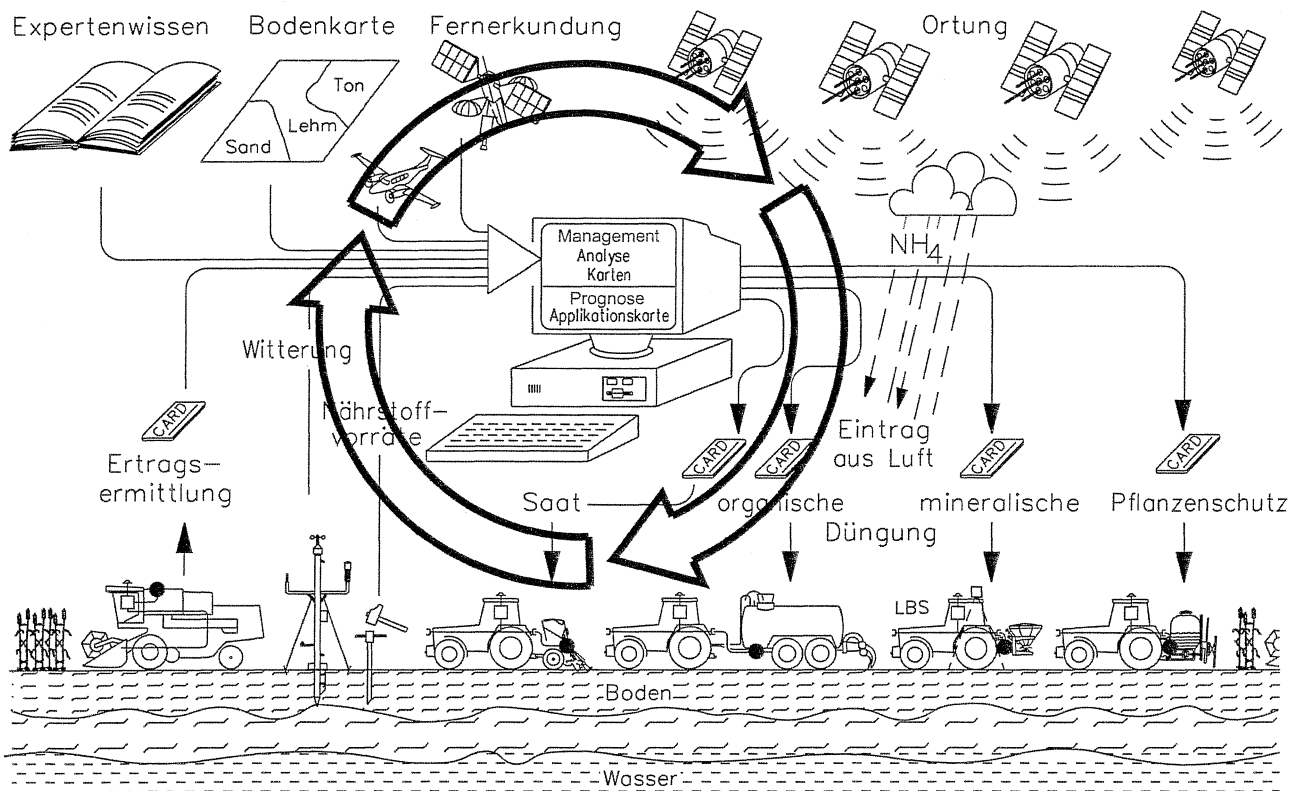 Expertenwissen
Bodenkarte
Fernerkundung
Ortung
Ton
Lehm
Sand
NH4
Management
Analyse
Karten
Prognose
Applikationskarte
Witterung
Nährstoff-
vorräte
CARD
Ertrags-
ermittlung
CARD
CARD
Eintrag
aus Luft
CARD
CARD
Saat
organische
mineralische
Düngung
Pflanzenschutz
LBS
Boden
Wasser